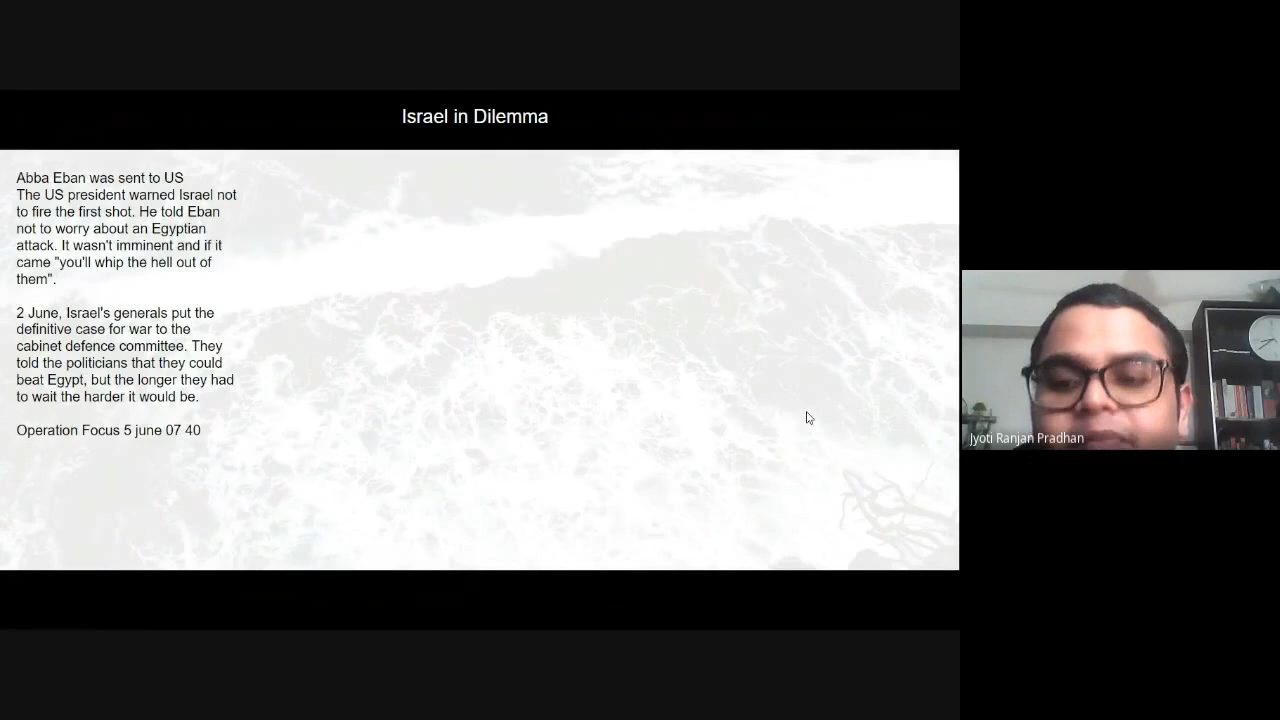 Israel in Dilemma
Abba Eban was sent to US
The US president warned Israel not
to fire the first shot. He told Eban
not to worry about an Egyptian
attack. It wasn't imminent and if it
came "you'll whip the hell out of
them".
2 June, Israel's generals put the
definitive case for war to the
cabinet defence committee. They
told the politicians that they could
beat Egypt, but the longer they had
to wait the harder it would be.
Operation Focus 5 june 07 40
Jyoti Ranjan Pradhan